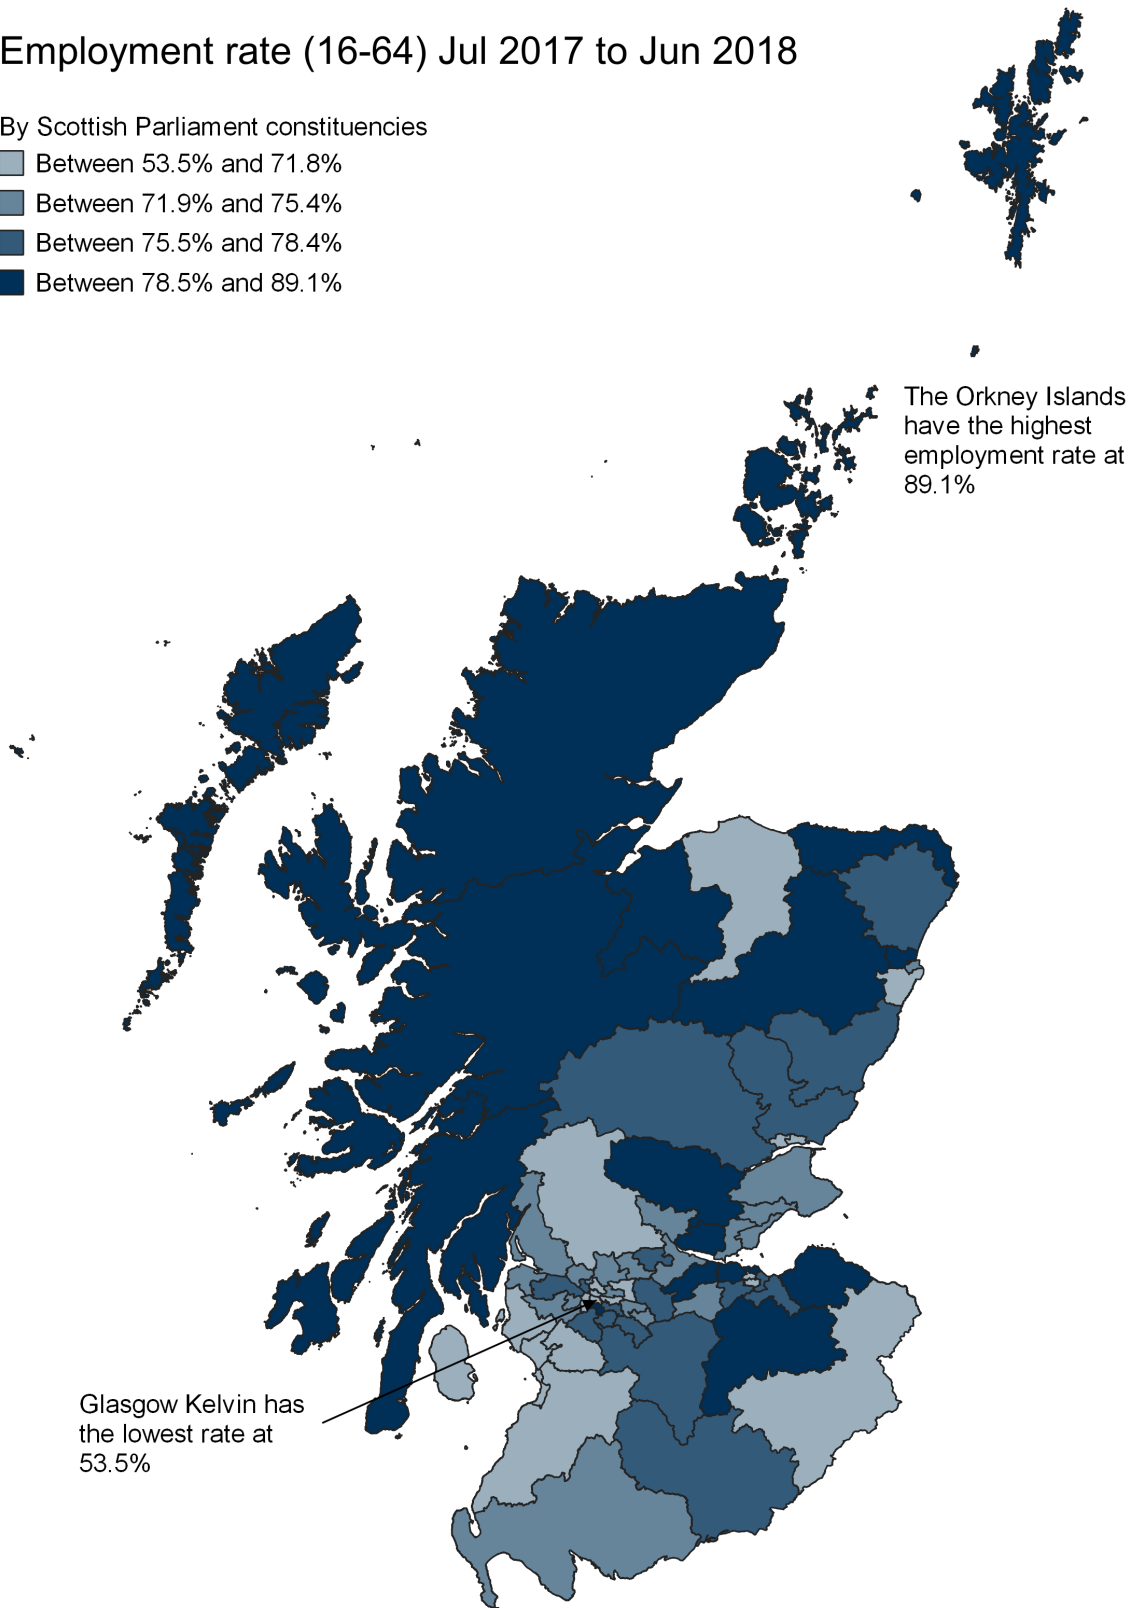 Employment rate (16-64) Jul 2017 to Jun 2018
By Scottish Parliament constituencies
Between 53.5% and 71.8%
Between 71.9% and 75.4%
Between 75.5% and 78.4%
Between 78.5% and 89.1%
The Orkney Islands
have the highest
employment rate at
89.1%
Glasgow Kelvin has
the lowest rate at
53.5%